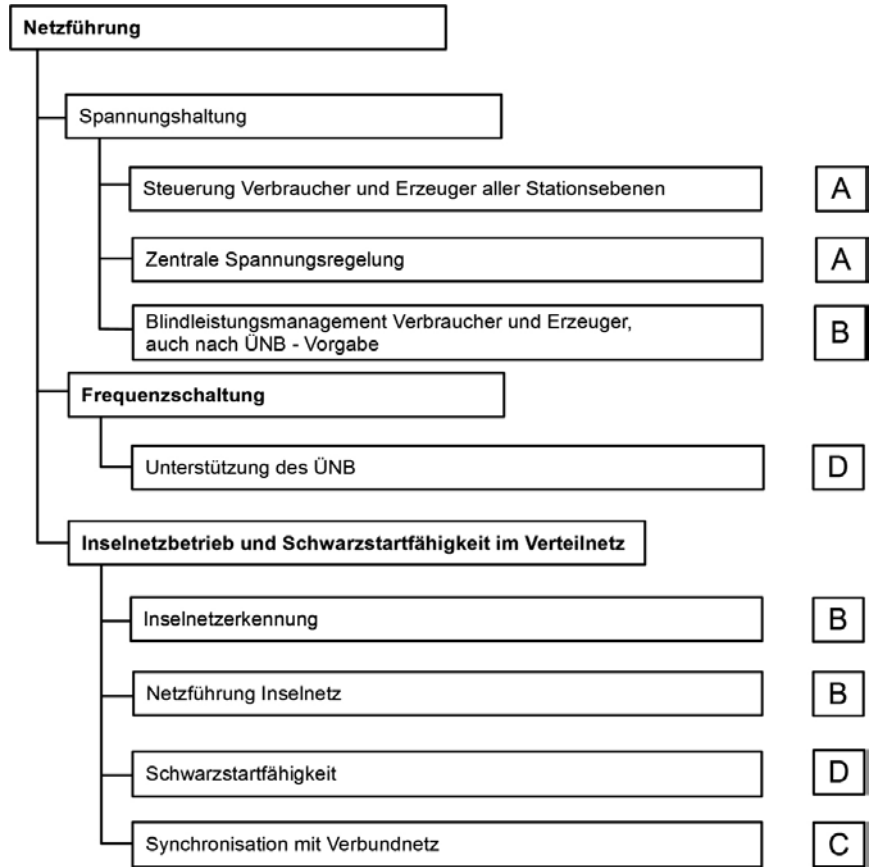 Netzführung
Spannungshaltung
Steuerung Verbraucher und Erzeuger aller Stationsebenen
A
Zentrale Spannungsregelung
A
Blindleistungsmanagement Verbraucher und Erzeuger,
auch nach ÜNB - Vorgabe
B
Frequenzschaltung
Unterstützung des ÜNB
D
Inselnetzbetrieb und Schwarzstartfähigkeit im Verteilnetz
Inselnetzerkennung
B
Netzführung Inselnetz
B
Schwarzstartfähigkeit
D
Synchronisation mit Verbundnetz
C